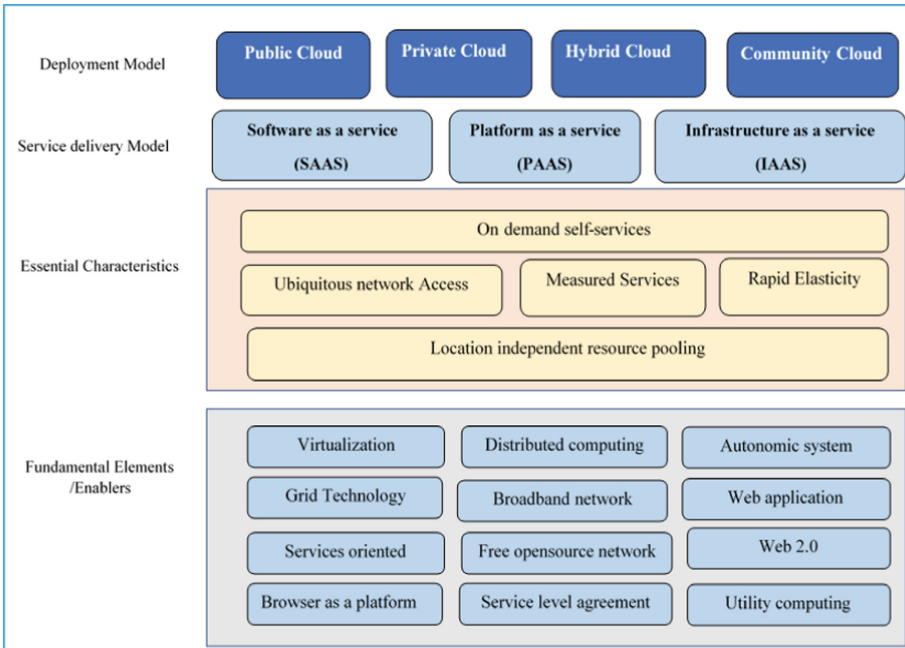 Deployment Model
Public Cloud
Private Cloud
Hybrid Cloud
Community Cloud
Service delivery Model
Software as a service
(SAAS)
Platform as a service
(PAAS)
Infrastructure as a service
(IAAS)
Essential Characteristics
On demand self-services
Ubiquitous network Access
Measured Services
Rapid Elasticity
Location independent resource pooling
Fundamental Elements
/Enablers
Virtualization
Distributed computing
Autonomic system
Grid Technology
Broadband network
Web application
Services oriented
Free opensource network
Web 2.0
Browser as a platform
Service level agreement
Utility computing